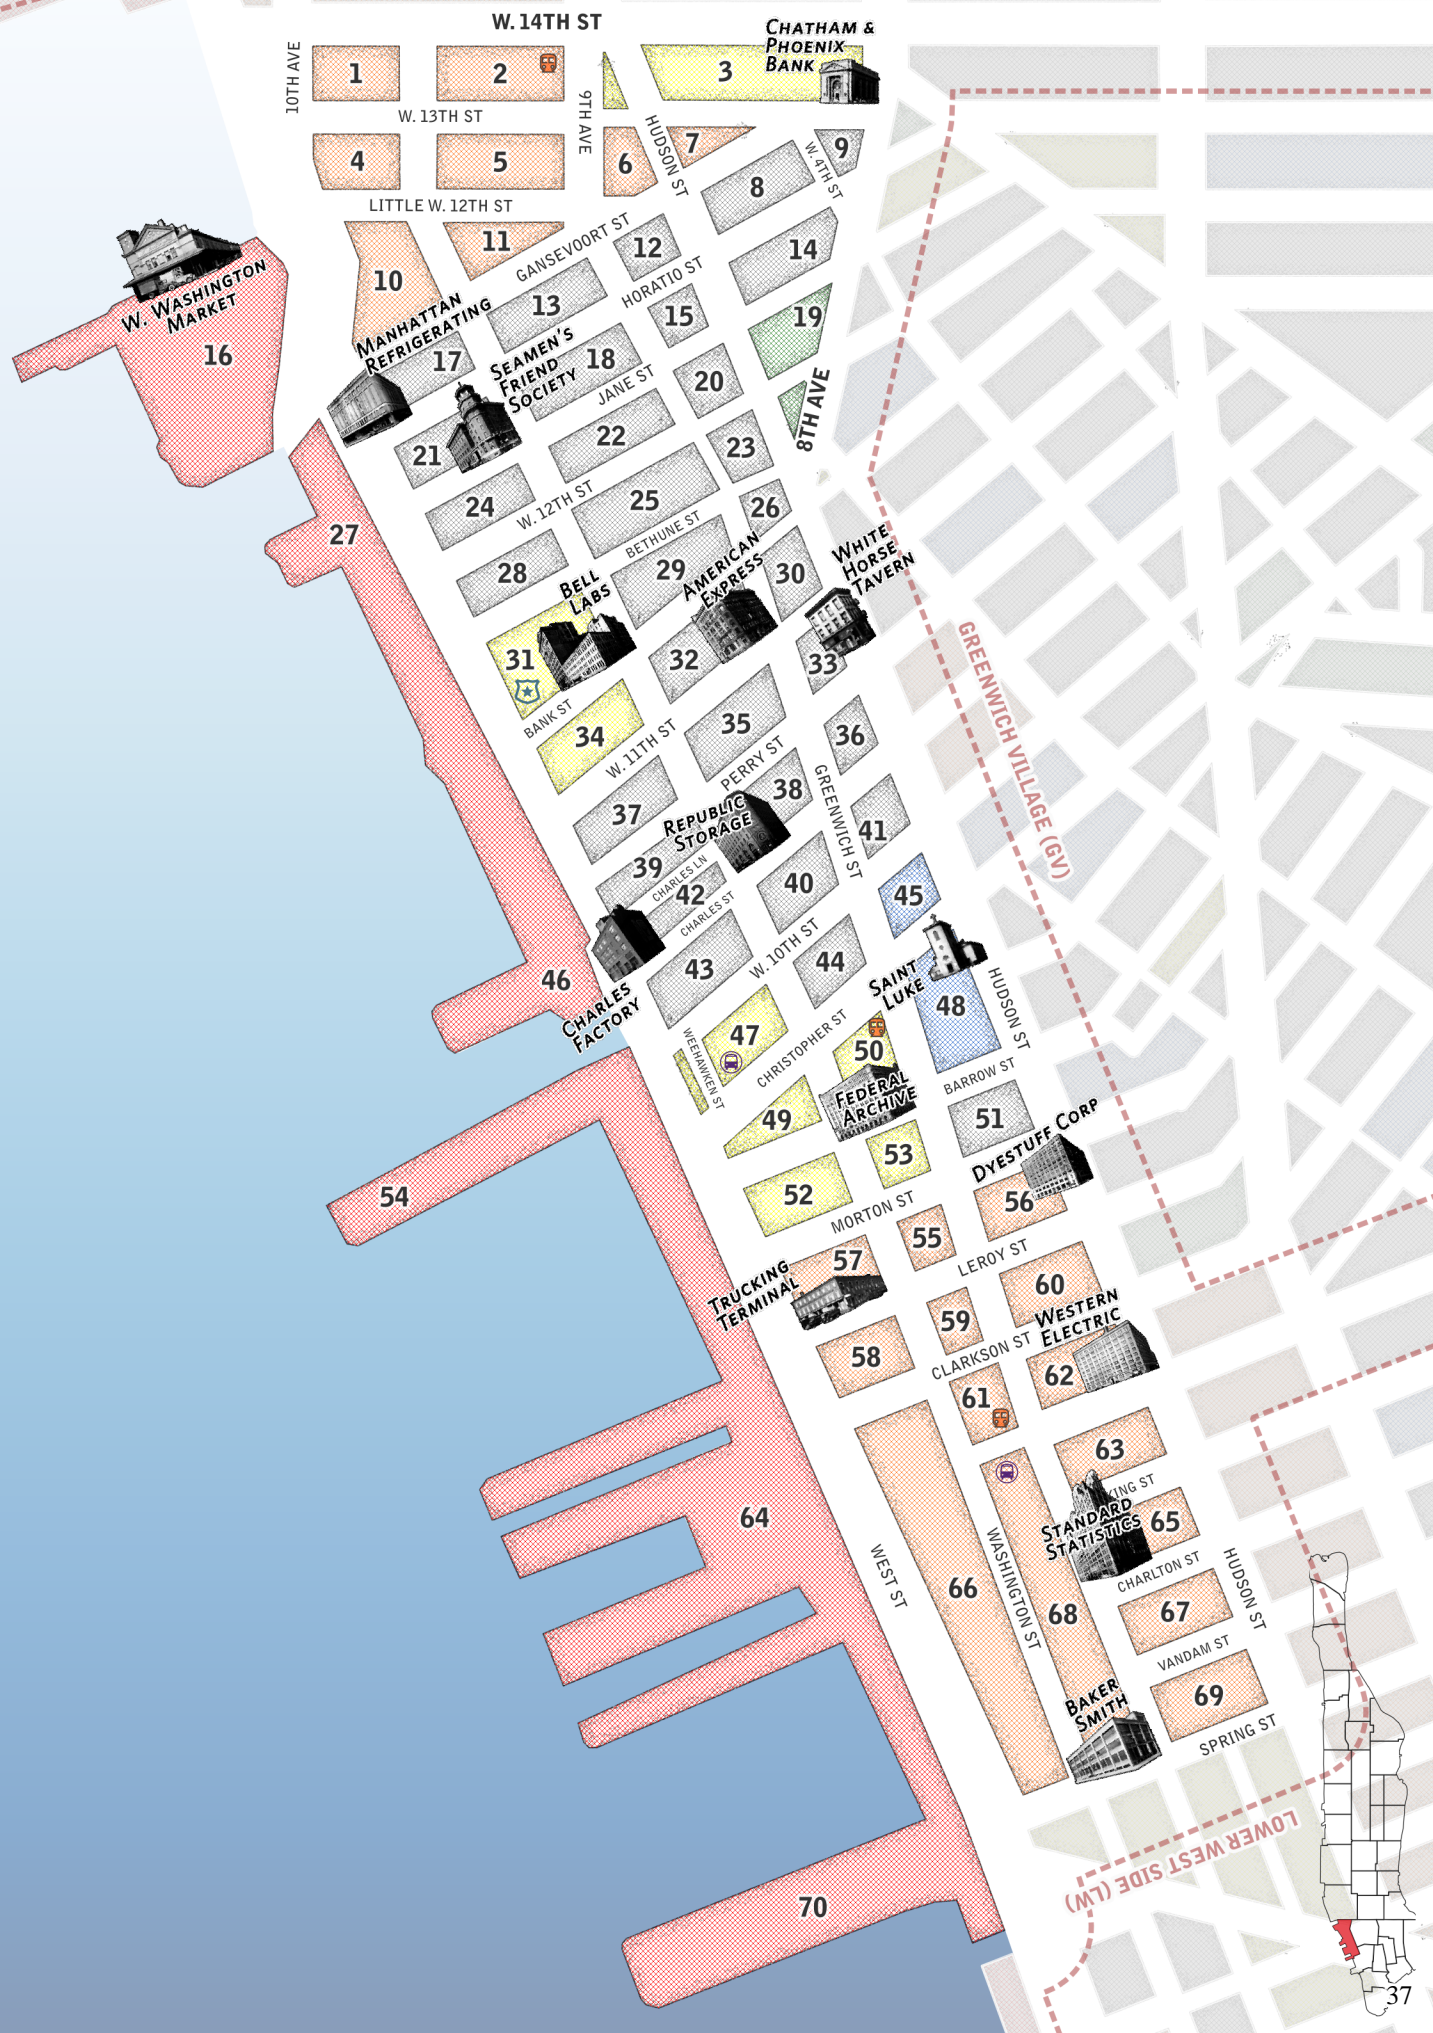 W. 14TH ST
CHATHAM &
PHOENIX
BANK
10TH AVE
1
2
3
9TH AVE
W. 13TH ST
HUDSON ST
4
5
6
7
W. 4TH ST
9
8
LITTLE W. 12TH ST
11
GANSEVOORT ST
12
14
10
W. WASHINGTON
MARKET
16
HORATIO ST
13
15
19
MANHATTAN
REFRIGERATING
17
SEAMEN'S
FRIEND
SOCIETY
18
JANE ST
20
8TH AVE
21
22
23
24
W. 12TH ST
25
26
27
BETHUNE ST
28
29
AMERICAN
EXPRESS
30
WHITE
HORSE
TAVERN
BELL
LABS
31
32
33
GREENWICH VILLAGE (GV)
BANK ST
34
W. 11TH ST
35
36
PERRY ST
37
38
GREENWICH ST
REPUBLIC
STORAGE
41
39
CHARLES LN
42
40
45
CHARLES ST
43
W. 10TH ST
44
46
CHARLES
FACTORY
SAINT
LUKE
48
HUDSON ST
47
WEEHAWKEN ST
CHRISTOPHER ST
50
FEDERAL
ARCHIVE
BARROW ST
49
51
53
DYESTUFF CORP
54
52
MORTON ST
56
55
LEROY ST
57
TRUCKING
TERMINAL
60
59
WESTERN
ELECTRIC
58
CLARKSON ST
62
61
63
KING ST
STANDARD
STATISTICS
65
64
WEST ST
WASHINGTON ST
CHARLTON ST
HUDSON ST
66
68
67
VANDAM ST
BAKER
SMITH
69
SPRING ST
LOWER WEST SIDE (LW)
70
37